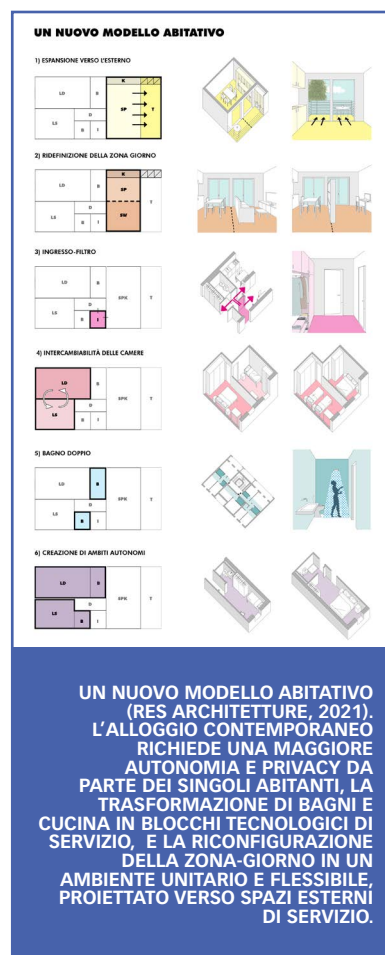 UN NUOVO MODELLO ABITATIVO
1) ESPANSIONE VERSO L'ESTERNO
K
LD
B
SP
T
D
LS
B
I
2) RIDEFINIZIONE DELLA ZONA GIORNO
K
LD
B
SP
T
D
LS
SW
B
I
3) INGRESSO-FILTRO
LD
B
SPK
T
D
LS
B
I
4) INTERCAMBIABILITÀ DELLE CAMERE
LD
B
SPK
T
D
LS
B
I
5) BAGNO DOPPIO
LD
B
SPK
T
D
LS
B
I
6) CREAZIONE DI AMBITI AUTONOMI
LD
B
SPK
T
D
LS
B
I
UN NUOVO MODELLO ABITATIVO
(RES ARCHITETTURE, 2021).
L'ALLOGGIO CONTEMPORANEO
RICHIEDE UNA MAGGIORE
AUTONOMIA E PRIVACY DA
PARTE DEI SINGOLI ABITANTI, LA
TRASFORMAZIONE DI BAGNI E
CUCINA IN BLOCCHI TECNOLOGICI DI
SERVIZIO, E LA RICONFIGURAZIONE
DELLA ZONA-GIORNO IN UN
AMBIENTE UNITARIO E FLESSIBILE,
PROIETTATO VERSO SPAZI ESTERNI
DI SERVIZIO.